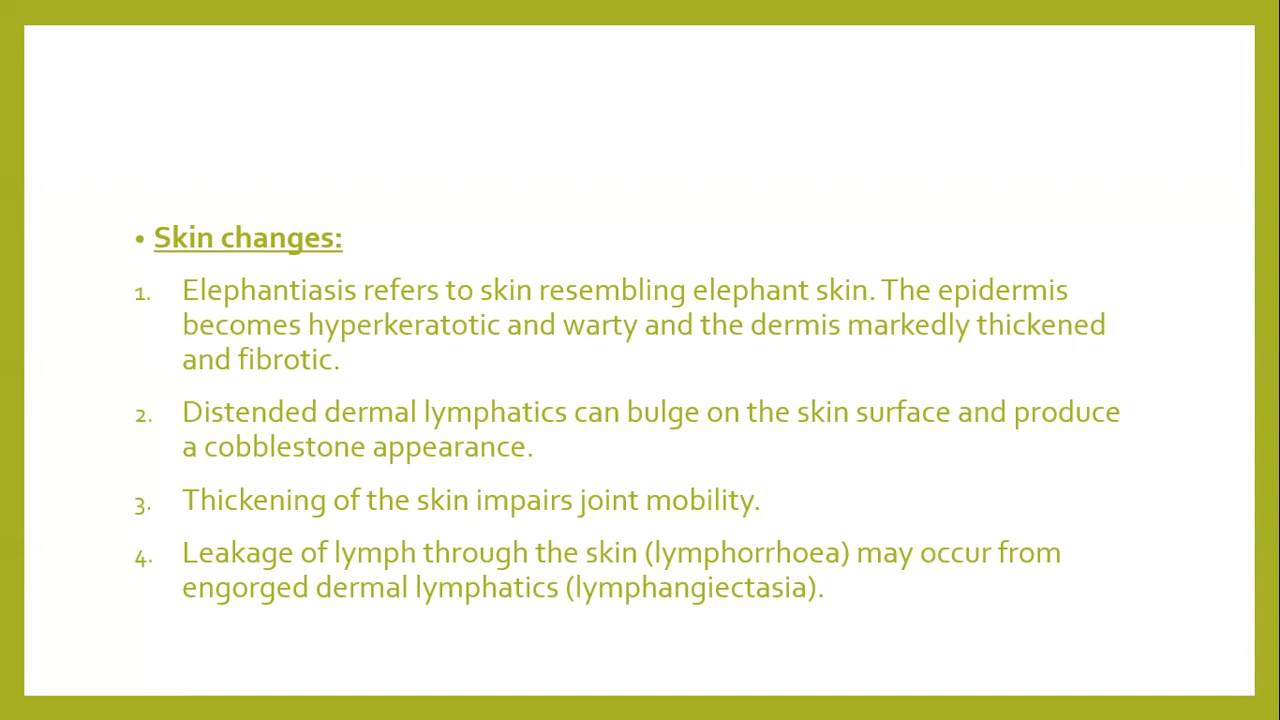 • Skin changes:
1. Elephantiasis refers to skin resembling elephant skin. The epidermis
becomes hyperkeratotic and warty and the dermis markedly thickened
and fibrotic.
2. Distended dermal lymphatics can bulge on the skin surface and produce
a cobblestone appearance.
3. Thickening of the skin impairs joint mobility.
4. Leakage of lymph through the skin (lymphorrhoea) may occur from
engorged dermal lymphatics (lymphangiectasia).